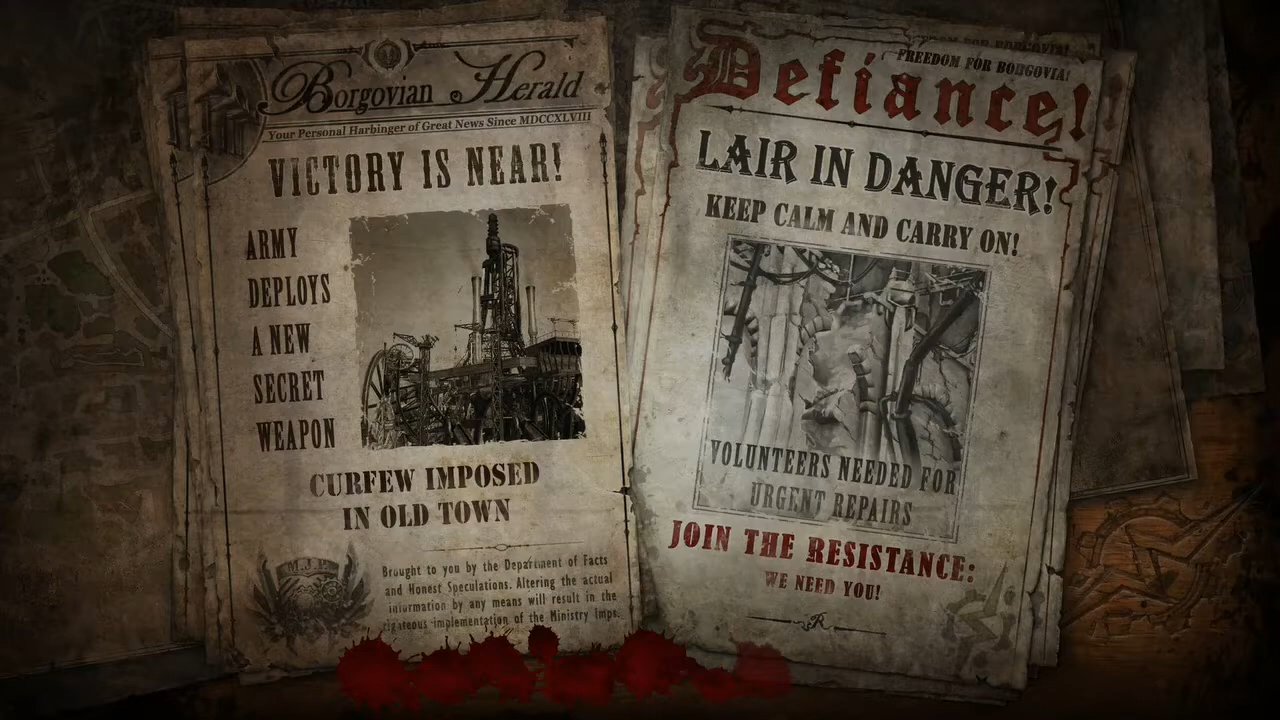 Borgovian Herald
Your Personal Harbinger of Great News Since MDCCXLVIII
VICTORY IS NEAR!
ARMY
DEPLOYS
A NEW
SECRET
WEAPON
CURFEW IMPOSED
IN OLD TOWN
M.J.P.
Brought to you by the Department of Facts
and Honest Speculations. Altering the actual
information by any means will result in the
rigateous implementation of the Ministry Imps.
FREEDOM FOR BORGOVIA!
Defiance!
LAIR IN DANGER!
KEEP CALM AND CARRY ON!
VOLUNTEERS NEEDED FOR
URGENT REPAIRS
JOIN THE RESISTANCE:
WE NEED YOU!
R